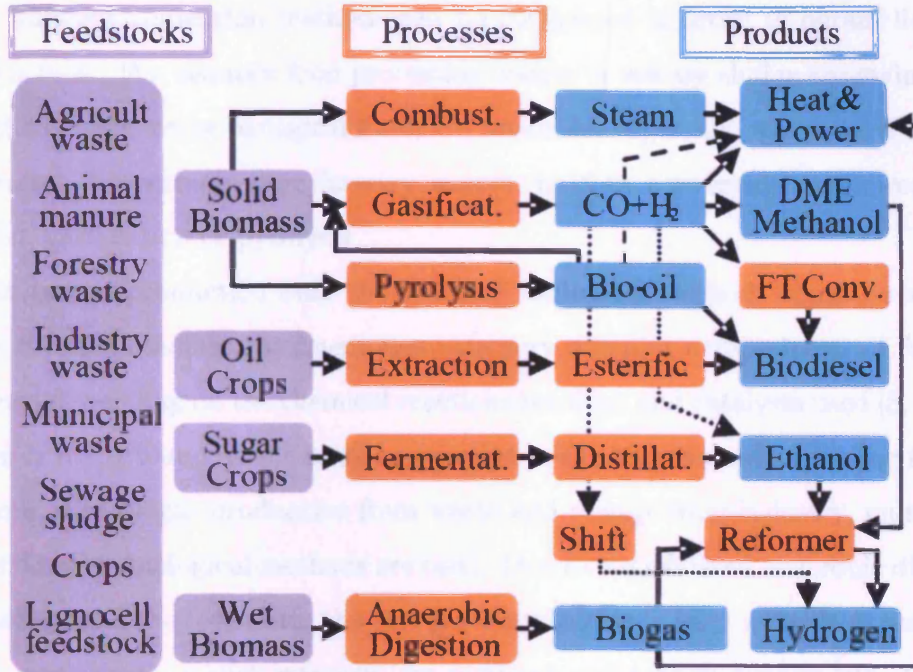 Feedstocks
Processes
Products
Agricult
waste
Animal
manure
Forestry
waste
Industry
waste
Municipal
waste
Sewage
sludge
Crops
Lignocell
feedstock
Solid
Biomass
Oil
Crops
Sugar
Crops
Wet
Biomass
Combust.
Steam
Heat &
Power
Gasificat.
CO+H₂
DME
Methanol
Pyrolysis
Bio-oil
FT Conv.
Extraction
Esterific
Biodiesel
Fermentat.
Distillat.
Ethanol
Shift
Reformer
Anaerobic
Digestion
Biogas
Hydrogen